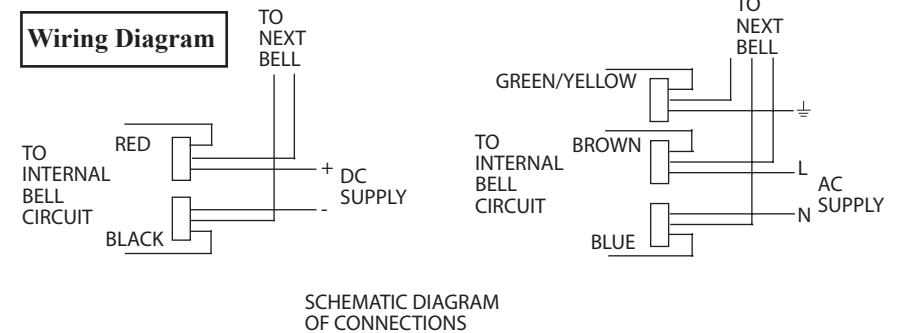 Wiring Diagram
TO
NEXT
BELL
RED
TO
INTERNAL
BELL
CIRCUIT
BLACK
+
-
DC
SUPPLY
TO
NEXT
BELL
GREEN/YELLOW
BROWN
TO
INTERNAL
BELL
CIRCUIT
BLUE
L
N
AC
SUPPLY
SCHEMATIC DIAGRAM
OF CONNECTIONS